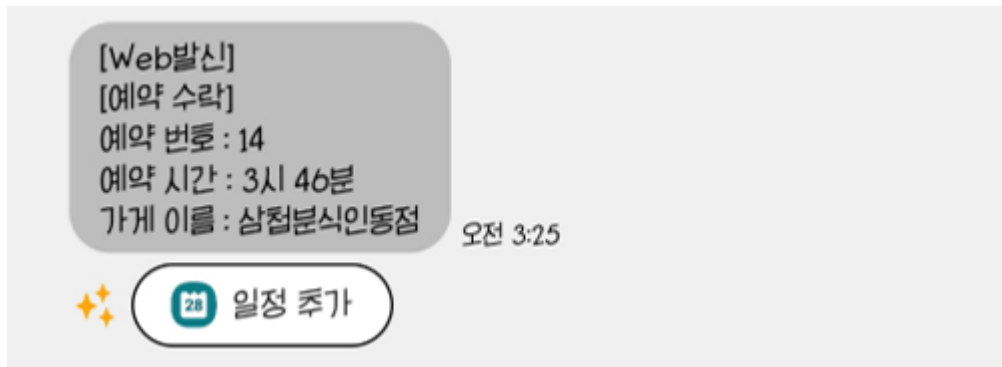 [Web발신]
[예약 수락]
예약 번호 : 14
예약 시간 : 3시 46분
가게 이름 : 삼첩분식인동점
오전 3:25
28 일정 추가